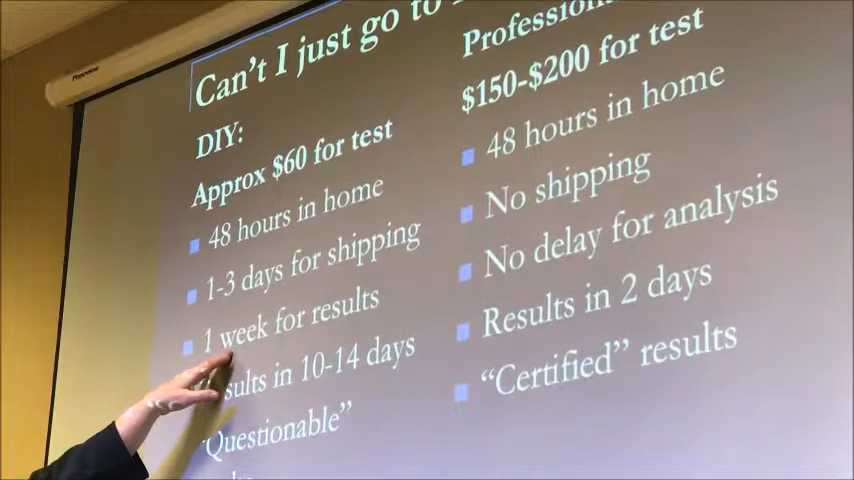 Can't I just go to
DIY:
Approx $60 for test
48 hours in home
1-3 days for shipping
1 week for results
sults in 10-14 days
"Questionable"
Professional
$150-$200 for test
48 hours in home
No shipping
No delay for analysis
Results in 2 days
"Certified" results